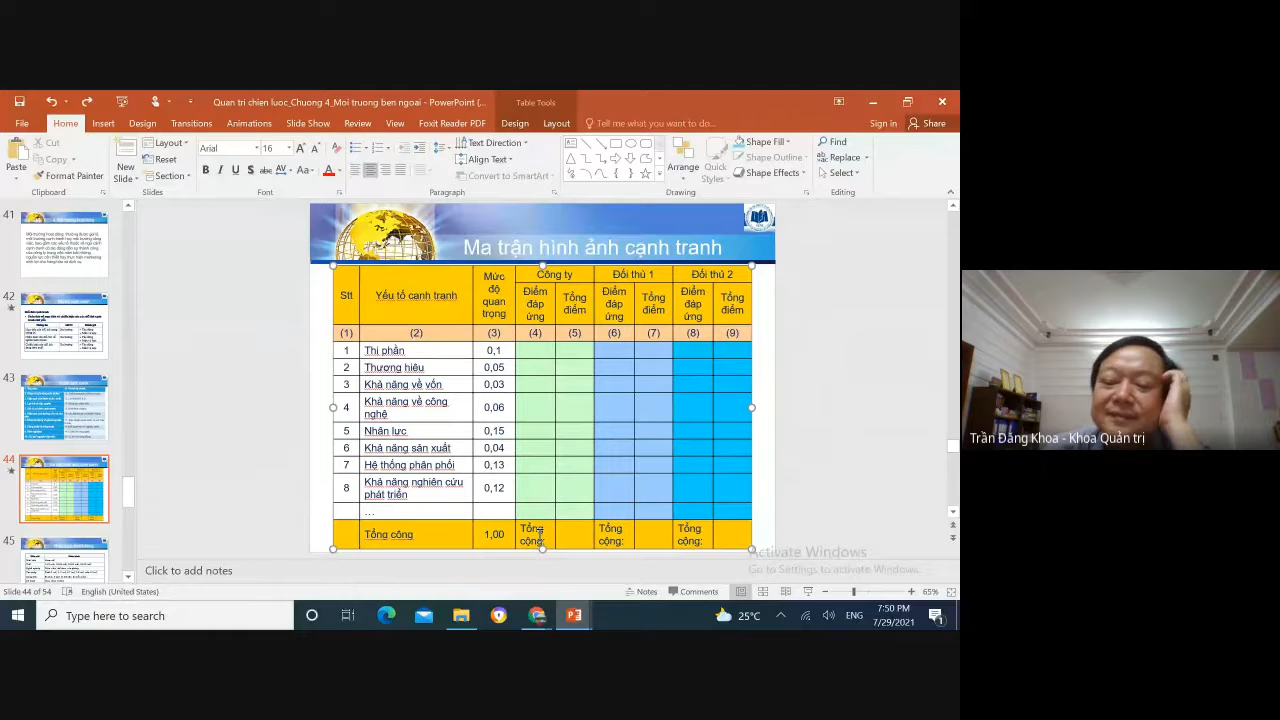 Quan tri chien luoc_Chuong 4_Moi truong ben ngoai - PowerPoint (...
Table Tools
File Home Insert Design Transitions Animations Slide Show Review View Foxit Reader PDF Design Layout Tell me what you want to do... Sign in Share
Paste
Cut
Copy
Format Painter
Clipboard
New
Slide
Layout
Reset
Section
Slides
Arial 16
B I U S abc AV Aa A
Font
Text Direction
Align Text
Convert to SmartArt
Paragraph
Arrange
Quick
Styles
Shape Fill
Shape Outline
Shape Effects
Drawing
Find
Replace
Select
Editing
41
42
43
44
45
Ma trận hình ảnh cạnh tranh
Stt
Yếu tố canh tranh
Mức
độ
quan
trọng
Công ty
Đối thủ 1
Đối thủ 2
Điểm
đáp
ứng
Tổng
điểm
Điểm
đáp
ứng
Tổng
điểm
Điểm
đáp
ứng
Tổng
điểm
(1) (2) (3) (4) (5) (6) (7) (8) (9)
1 Thị phần 0,1
2 Thương hiệu 0,05
3 Khả năng về vốn 0,03
4 Khả năng về công
nghệ 0,06
5 Nhân lực
6 Khả năng sản xuất 0,04
7 Hệ thống phân phối 0,13
8 Khả năng nghiên cứu
phát triển 0,12
...
Tổng công 1,00
Tổng
cộng:
Tổng
cộng:
Tổng
cộng:
Activate Windows
Go to Settings to activate Windows.
Click to add notes
Slide 44 of 54 English (United States) Notes Comments 65%
Type here to search
25°C
ENG
7:50 PM
7/29/2021
1
Trần Đăng Khoa - Khoa Quản trị